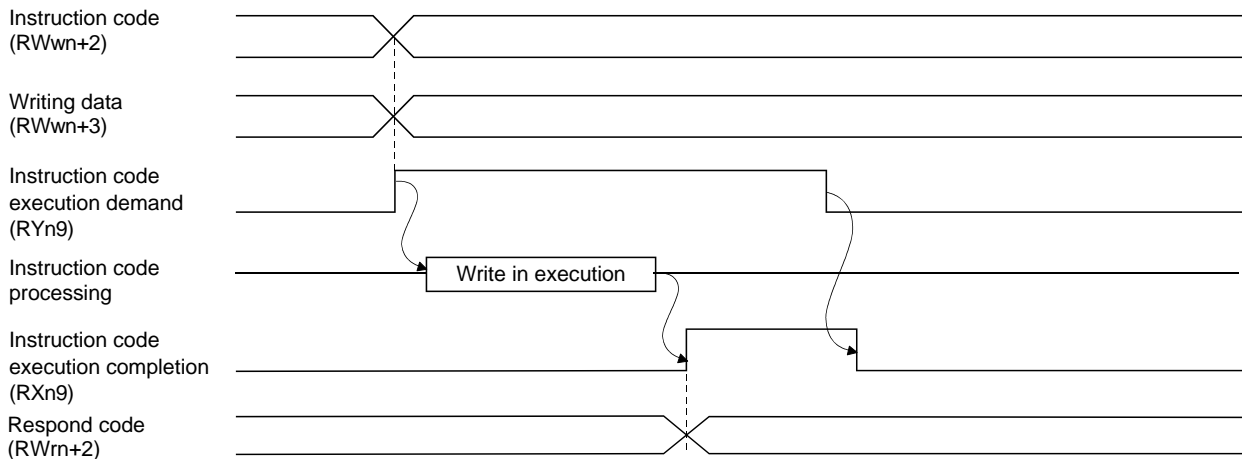 Instruction code
(RWwn+2)
Writing data
(RWwn+3)
Instruction code
execution demand
(RYn9)
Instruction code
processing
Write in execution
Instruction code
execution completion
(RXn9)
Respond code
(RWrn+2)